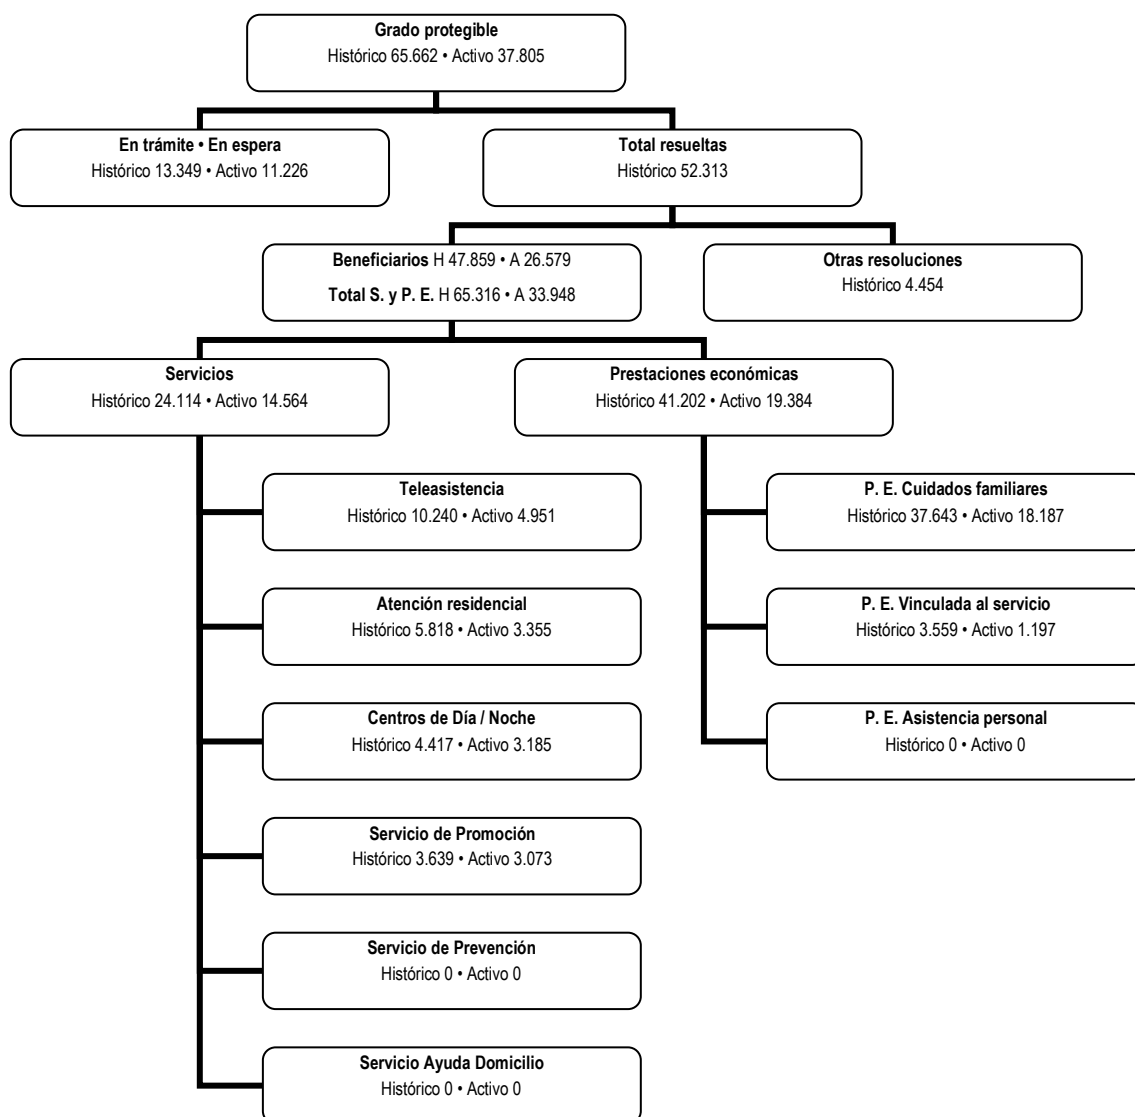 Grado protegible
Histórico 65.662 • Activo 37.805
En trámite • En espera
Histórico 13.349 • Activo 11.226
Total resueltas
Histórico 52.313
Beneficiarios H 47.859 • A 26.579
Total S. y P. E. H 65.316 • A 33.948
Otras resoluciones
Histórico 4.454
Servicios
Histórico 24.114 • Activo 14.564
Prestaciones económicas
Histórico 41.202 • Activo 19.384
Teleasistencia
Histórico 10.240 • Activo 4.951
P. E. Cuidados familiares
Histórico 37.643 • Activo 18.187
Atención residencial
Histórico 5.818 • Activo 3.355
P. E. Vinculada al servicio
Histórico 3.559 • Activo 1.197
Centros de Día / Noche
Histórico 4.417 • Activo 3.185
P. E. Asistencia personal
Histórico 0 • Activo 0
Servicio de Promoción
Histórico 3.639 • Activo 3.073
Servicio de Prevención
Histórico 0 • Activo 0
Servicio Ayuda Domicilio
Histórico 0 • Activo 0